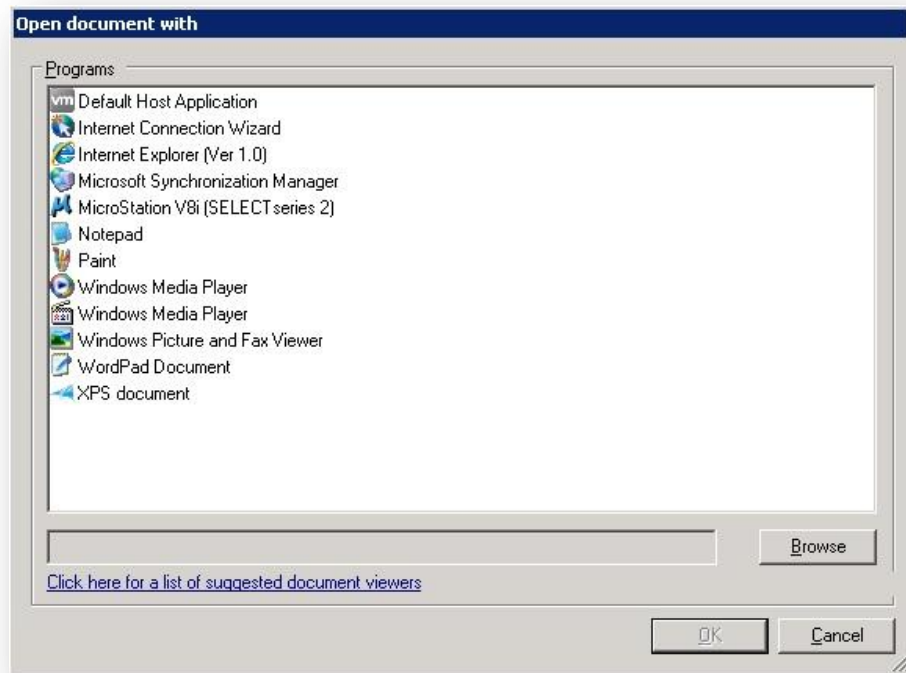 Open document with
Programs
vm Default Host Application
Internet Connection Wizard
Internet Explorer (Ver 1.0)
Microsoft Synchronization Manager
MicroStation V8i (SELECTseries 2)
Notepad
Paint
Windows Media Player
Windows Media Player
Windows Picture and Fax Viewer
WordPad Document
XPS document
Browse
Click here for a list of suggested document viewers
OK
Cancel